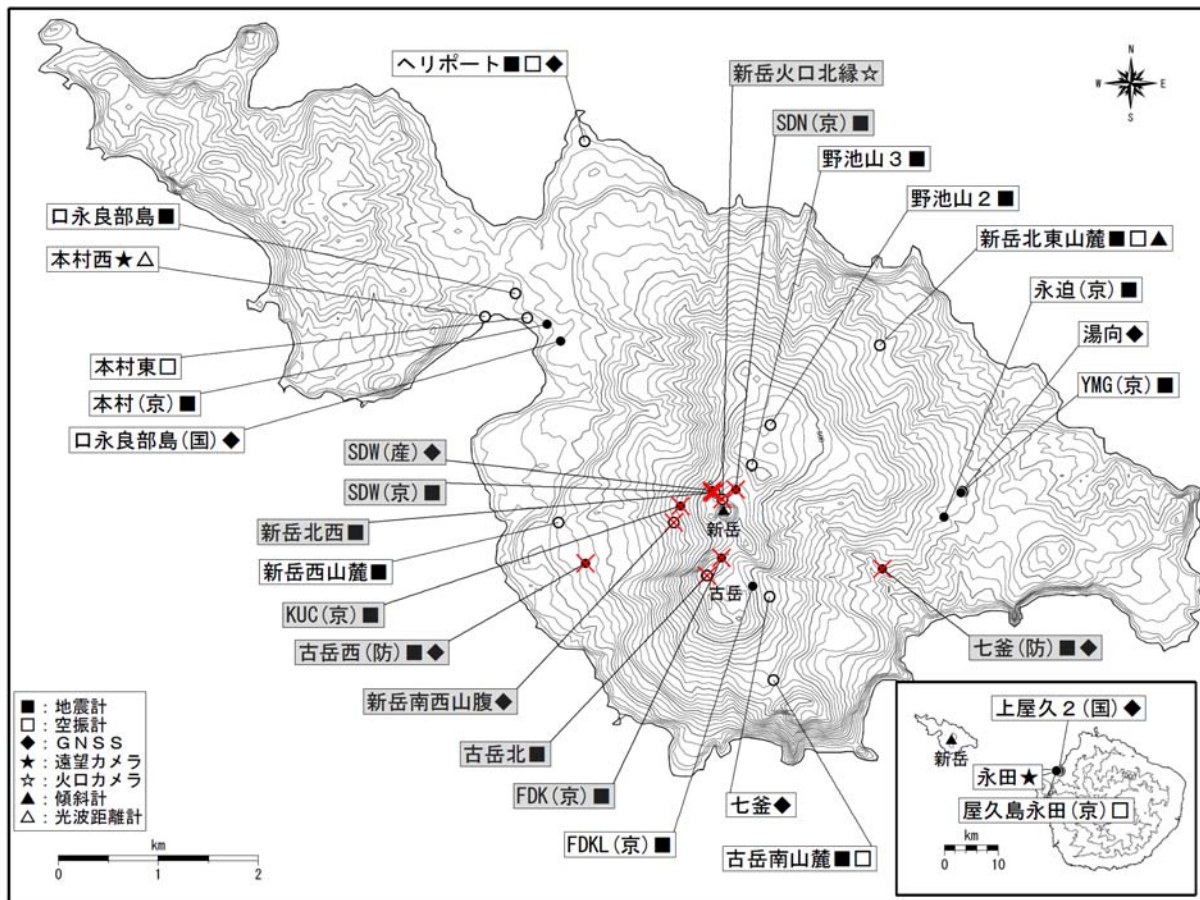 ヘリポート■□◆
新岳火口北縁☆
N
W E
S
SDN(京)■
野池山3■
野池山2■
口永良部島■
新岳北東山麓■□▲
本村西★△
永迫(京)■
湯向◆
本村東□
YMG(京)■
本村(京)■
口永良部島(国)◆
SDW(産)◆
SDW(京)■
新岳
新岳北西■
新岳西山麓■
古岳
KUC(京)■
古岳西(防)■◆
七釜(防)■◆
新岳南西山腹◆
古岳北■
FDK(京)■
七釜◆
FDKL(京)■
古岳南山麓■□
■:地震計
□:空振計
◆:GNSS
★:遠望カメラ
☆:火口カメラ
▲:傾斜計
△:光波距離計
km
0 1 2
上屋久2(国)◆
新岳
永田★
屋久島永田(京)□
km
0 10